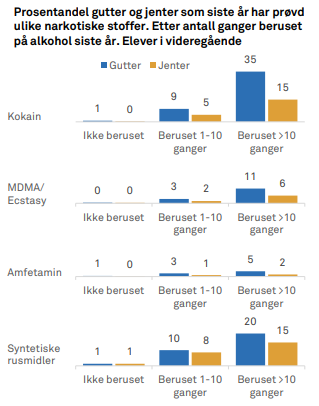 Prosentandel gutter og jenter som siste år har prøvd
ulike narkotiske stoffer. Etter antall ganger beruset
på alkohol siste år. Elever i videregående
Gutter Jenter
Kokain
1 0 9 5 35 15
Ikke beruset Beruset 1-10 Beruset >10
ganger ganger
MDMA/
Ecstasy
0 0 3 2 11 6
Ikke beruset Beruset 1-10 Beruset >10
ganger ganger
Amfetamin
1 0 3 1 5 2
Ikke beruset Beruset 1-10 Beruset >10
ganger ganger
Syntetiske
rusmidler
1 1 10 8 20 15
Ikke beruset Beruset 1-10 Beruset >10
ganger ganger